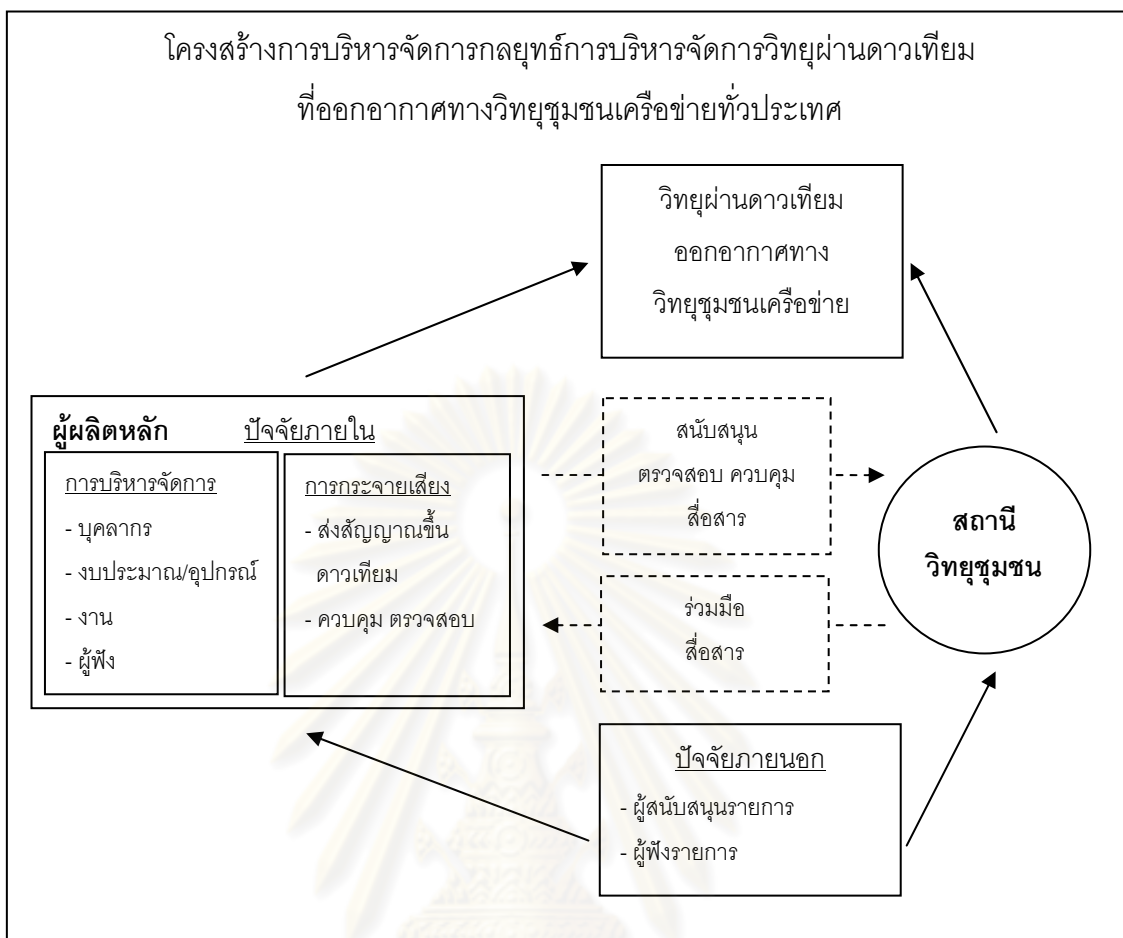 โครงสร้างการบริหารจัดการกลยุทธ์การบริหารจัดการวิทยุผ่านดาวเทียม
ที่ออกอากาศทางวิทยุชุมชนเครือข่ายทั่วประเทศ
วิทยุผ่านดาวเทียม
ออกอากาศทาง
วิทยุชุมชนเครือข่าย
ผู้ผลิตหลัก ปัจจัยภายใน
การบริหารจัดการ
- บุคลากร
- งบประมาณ/อุปกรณ์
- งาน
- ผู้ฟัง
การกระจายเสียง
- ส่งสัญญาณขึ้น
ดาวเทียม
- ควบคุม ตรวจสอบ
สนับสนุน
ตรวจสอบ ควบคุม
สื่อสาร
ร่วมมือ
สื่อสาร
สถานี
วิทยุชุมชน
ปัจจัยภายนอก
- ผู้สนับสนุนรายการ
- ผู้ฟังรายการ